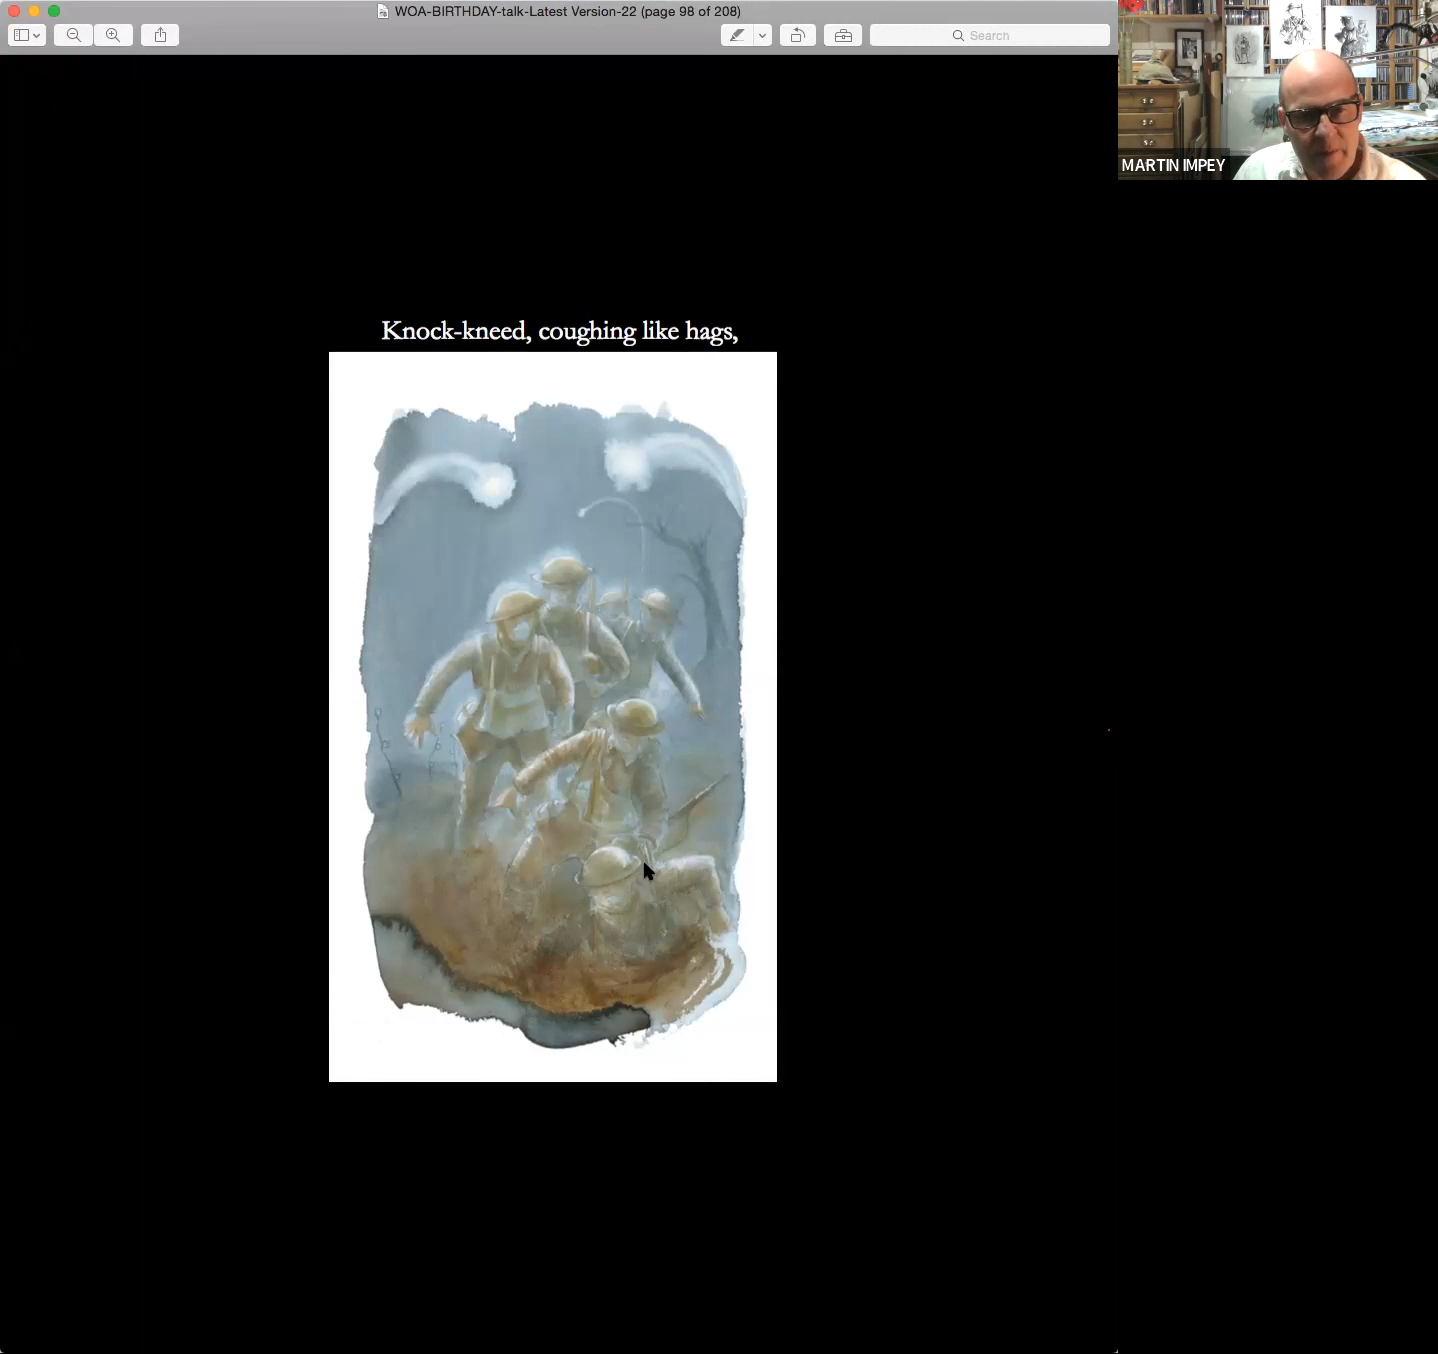 WOA-BIRTHDAY-talk-Latest Version-22 (page 98 of 208)
Search
MARTIN IMPEY
Knock-kneed, coughing like hags,